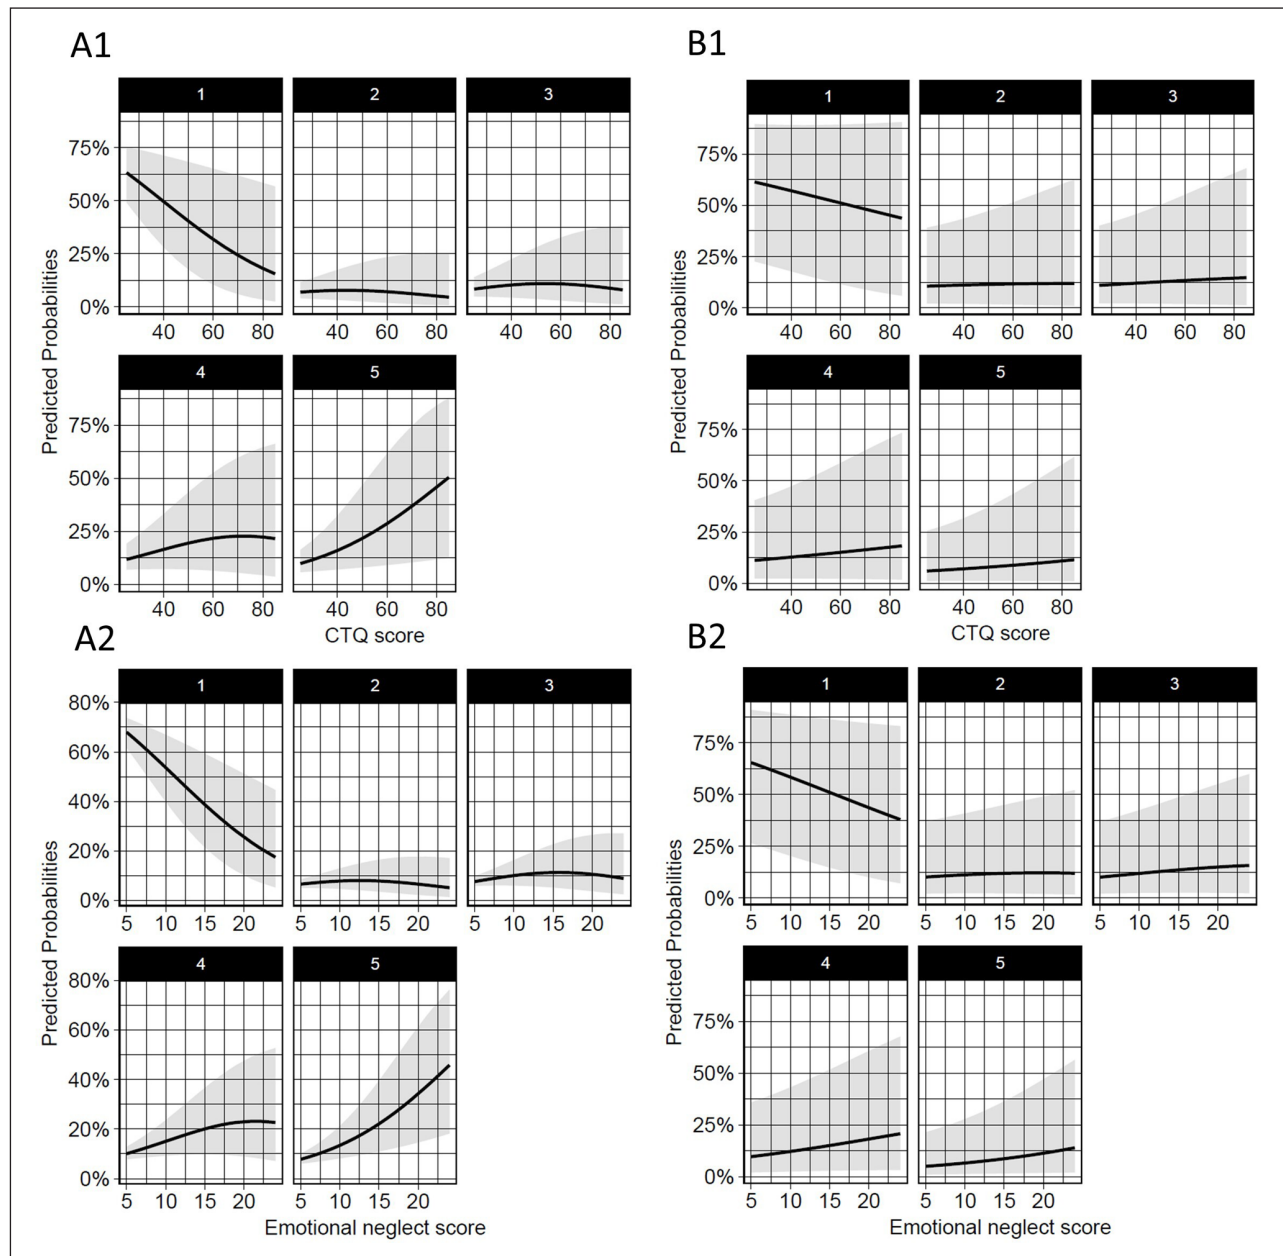 A1
1 2 3
Predicted Probabilities
75%
50%
25%
0%
40 60 80 40 60 80 40 60 80
4 5
75%
50%
25%
0%
40 60 80 40 60 80
CTQ score
B1
1 2 3
Predicted Probabilities
75%
50%
25%
0%
40 60 80 40 60 80 40 60 80
4 5
75%
50%
25%
0%
40 60 80 40 60 80
CTQ score
A2
1 2 3
Predicted Probabilities
80%
60%
40%
20%
0%
5 10 15 20 5 10 15 20 5 10 15 20
4 5
80%
60%
40%
20%
0%
5 10 15 20 5 10 15 20
Emotional neglect score
B2
1 2 3
Predicted Probabilities
75%
50%
25%
0%
5 10 15 20 5 10 15 20 5 10 15 20
4 5
75%
50%
25%
0%
5 10 15 20 5 10 15 20
Emotional neglect score